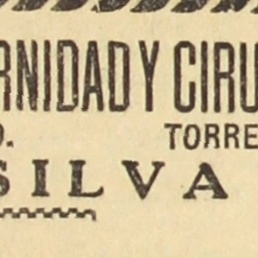 RNIDAD Y CIRU
O. TORRE
SILVA